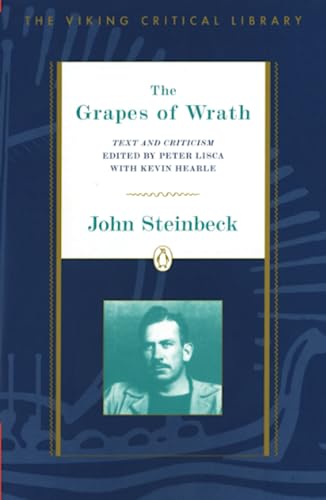 THE VIKING CRITICAL LIBRARY
The
Grapes of Wrath
TEXT AND CRITICISM
EDITED BY PETER LISCA
WITH KEVIN HEARLE
John Steinbeck